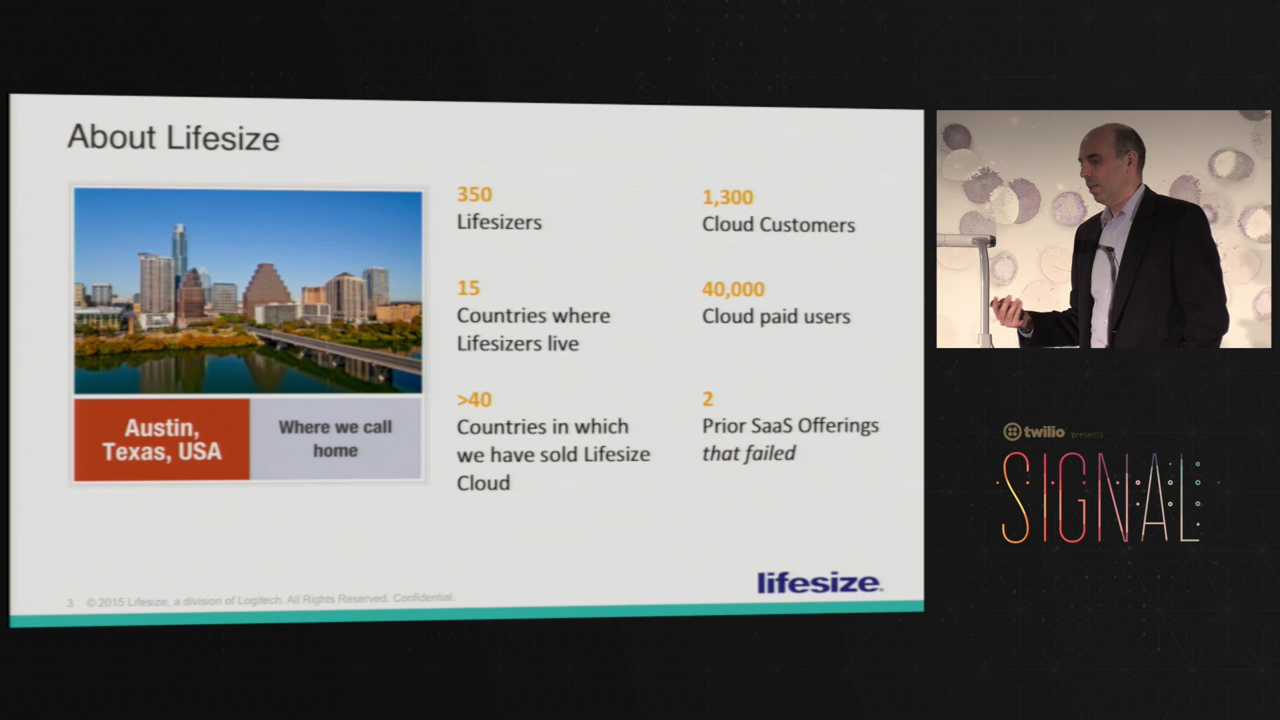 About Lifesize
350
Lifesizers
15
Countries where
Lifesizers live
>40
Countries in which
we have sold Lifesize
Cloud
1,300
Cloud Customers
40,000
Cloud paid users
2
Prior SaaS Offerings
that failed
Austin,
Texas, USA
Where we call
home
3 © 2015 Lifesize, a division of Logitech. All Rights Reserved. Confidential.
lifesize.
twilio presents
SIGNAL